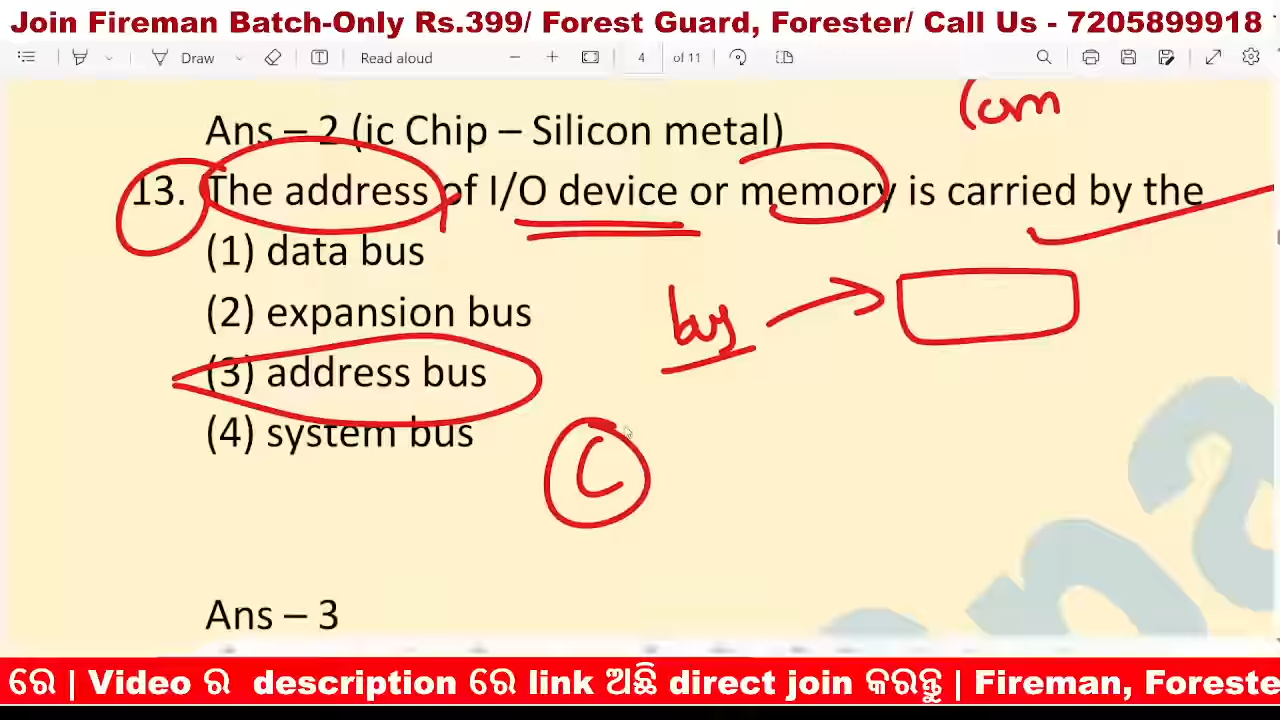 Join Fireman Batch-Only Rs.399/ Forest Guard, Forester/ Call Us - 7205899918
Draw Read aloud 4 of 11
Com
Ans – 2 (ic Chip – Silicon metal)
13. The address of I/O device or memory is carried by the
(1) data bus
(2) expansion bus
bus
(3) address bus
(4) system bus
C
Ans – 3
ରେ | Video ର description ରେ link ଅଛି direct join କରନ୍ତୁ | Fireman, Foreste